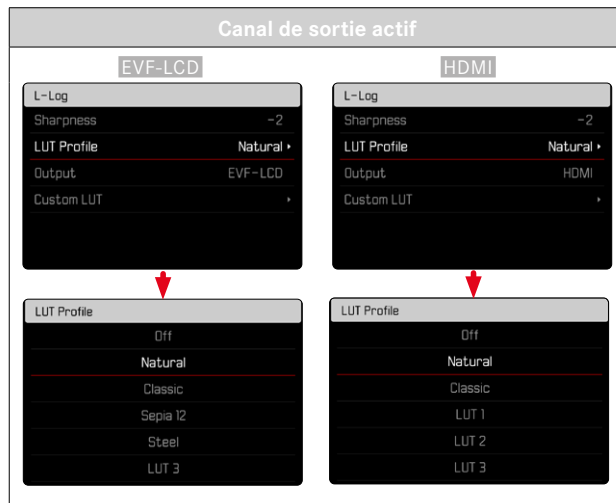 Canal de sortie actif
EVF-LCD
L-Log
Sharpness -2
LUT Profile Natural
Output EVF-LCD
Custom LUT
LUT Profile
Off
Natural
Classic
Sepia 12
Steel
LUT 3
HDMI
L-Log
Sharpness -2
LUT Profile Natural
Output HDMI
Custom LUT
LUT Profile
Off
Natural
Classic
LUT 1
LUT 2
LUT 3